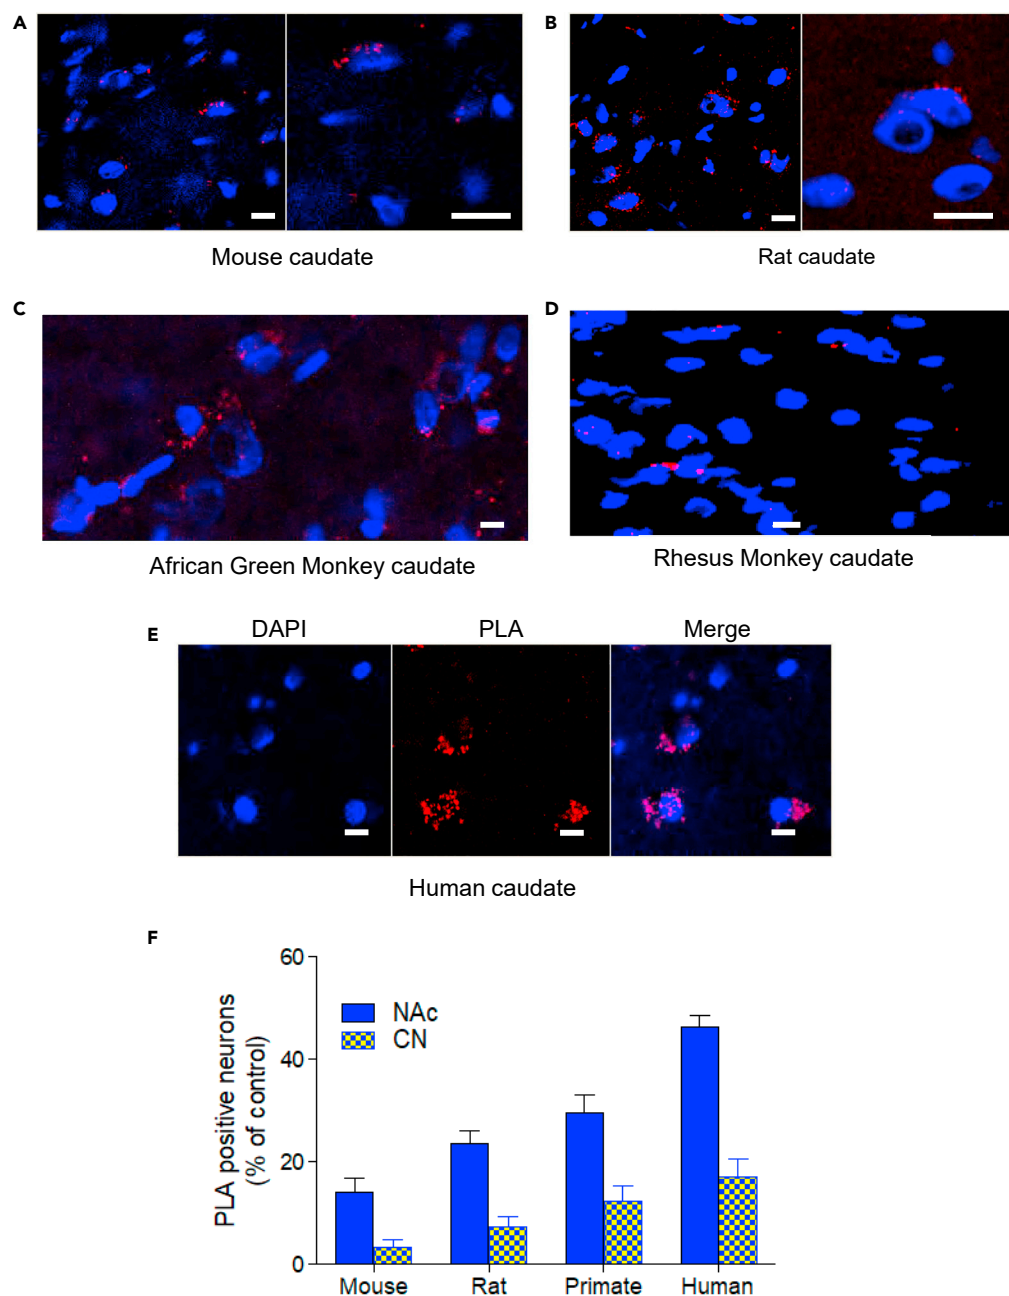 A
B
Mouse caudate
Rat caudate
C
D
African Green Monkey caudate
Rhesus Monkey caudate
E
DAPI
PLA
Merge
Human caudate
F
PLA positive neurons
(% of control)
60
40
20
0
NAc
CN
Mouse
Rat
Primate
Human